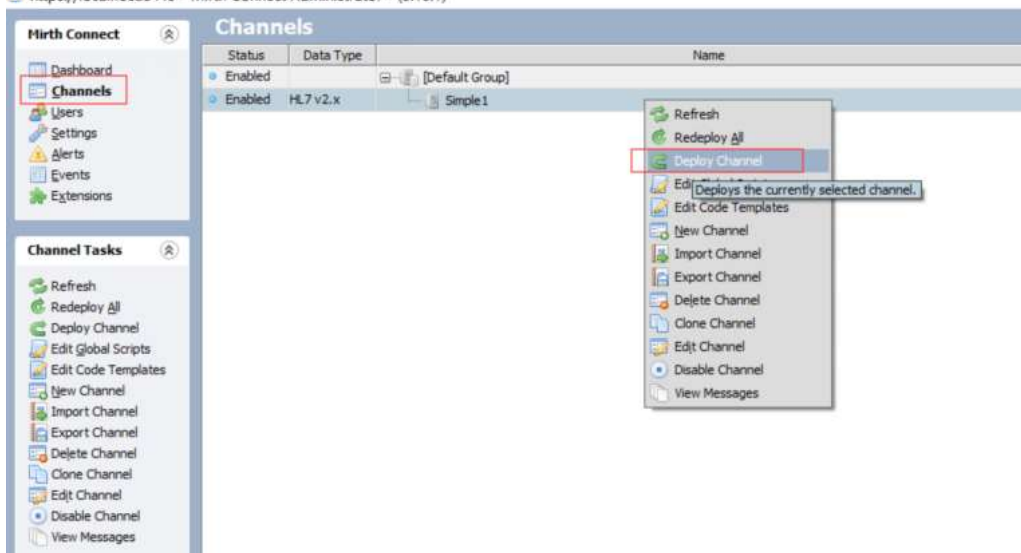 Mirth Connect
Dashboard
Channels
Users
Settings
Alerts
Events
Extensions
Channel Tasks
Refresh
Redeploy All
Deploy Channel
Edit Global Scripts
Edit Code Templates
New Channel
Import Channel
Export Channel
Delete Channel
Clone Channel
Edit Channel
Disable Channel
View Messages
Channels
Status Data Type Name
Enabled [Default Group]
Enabled HL7 v2.x Simple1
Refresh
Redeploy All
Deploy Channel
Deploys the currently selected channel.
Edit Code Templates
New Channel
Import Channel
Export Channel
Delete Channel
Clone Channel
Edit Channel
Disable Channel
View Messages